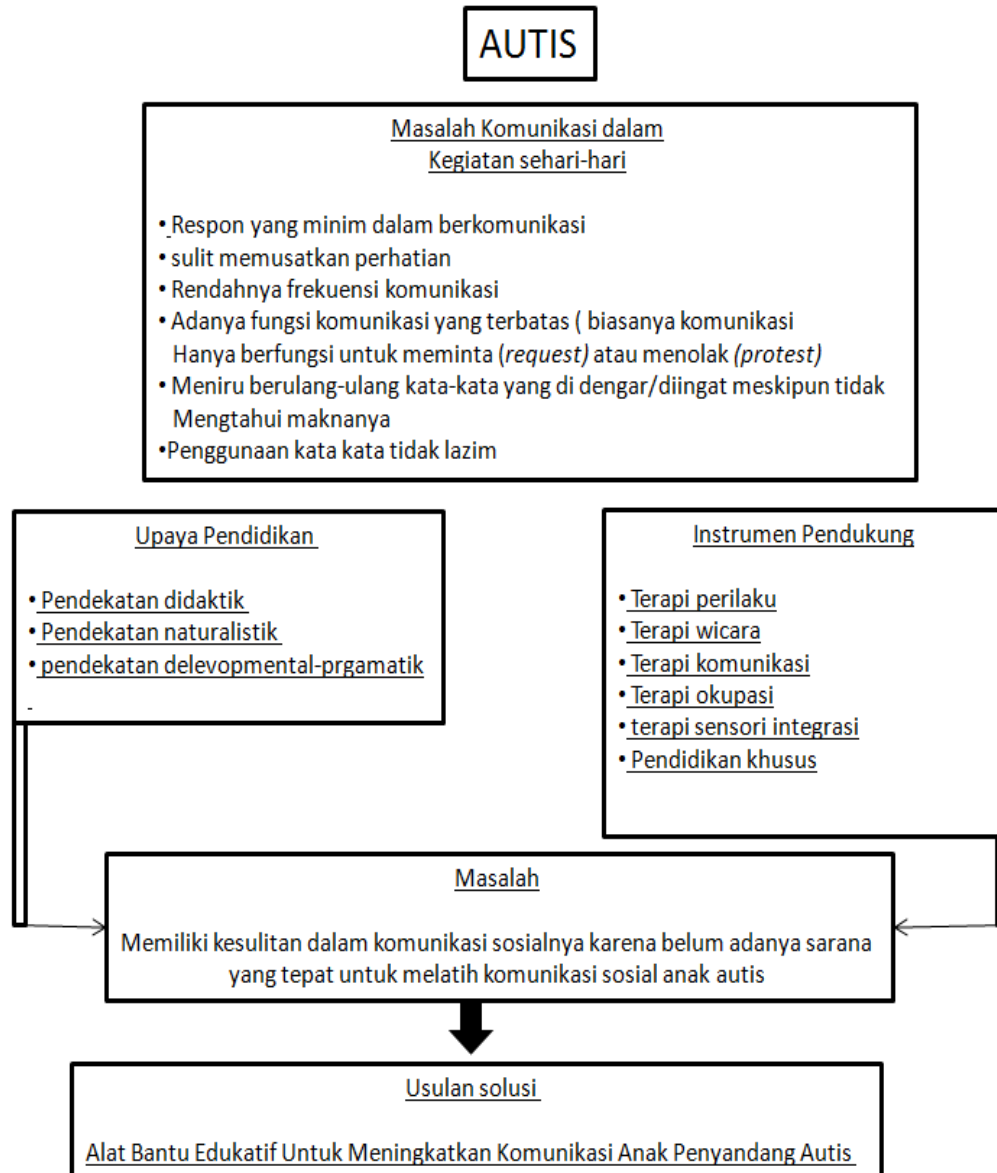 AUTIS
Masalah Komunikasi dalam
Kegiatan sehari-hari
• Respon yang minim dalam berkomunikasi
• sulit memusatkan perhatian
• Rendahnya frekuensi komunikasi
• Adanya fungsi komunikasi yang terbatas ( biasanya komunikasi
Hanya berfungsi untuk meminta (request) atau menolak (protest)
• Meniru berulang-ulang kata-kata yang di dengar/diingat meskipun tidak
Mengtahui maknanya
•Penggunaan kata kata tidak lazim
Upaya Pendidikan
• Pendekatan didaktik
• Pendekatan naturalistik
• pendekatan delevopmental-prgamatik
Instrumen Pendukung
• Terapi perilaku
• Terapi wicara
• Terapi komunikasi
• Terapi okupasi
• terapi sensori integrasi
• Pendidikan khusus
Masalah
Memiliki kesulitan dalam komunikasi sosialnya karena belum adanya sarana
yang tepat untuk melatih komunikasi sosial anak autis
Usulan solusi
Alat Bantu Edukatif Untuk Meningkatkan Komunikasi Anak Penyandang Autis